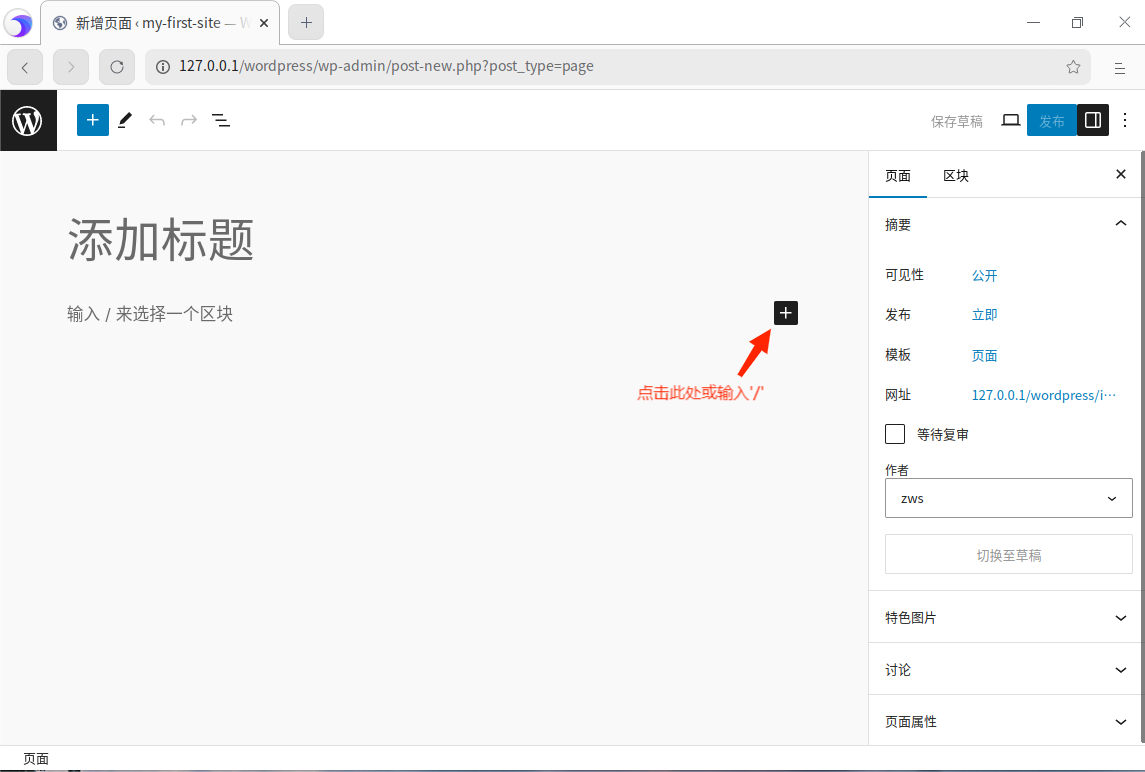 新增页面 ‹ my-first-site — W
127.0.0.1/wordpress/wp-admin/post-new.php?post_type=page
保存草稿
发布
页面
区块
添加标题
摘要
可见性
公开
输入 / 来选择一个区块
发布
立即
模板
页面
点击此处或输入'/'
网址
127.0.0.1/wordpress/i…
等待复审
作者
zws
切换至草稿
特色图片
讨论
页面属性
页面